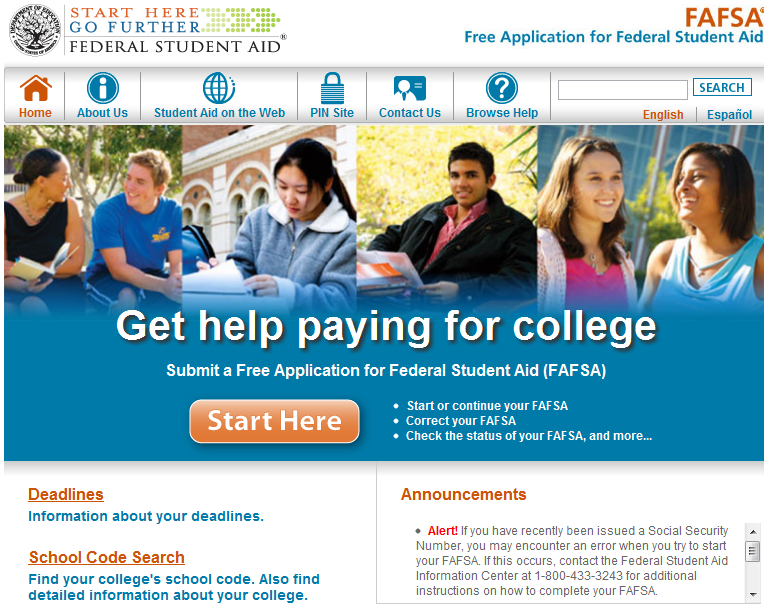 START HERE
GO FURTHER
FEDERAL STUDENT AID®
FAFSA®
Free Application for Federal Student Aid
Home
About Us
Student Aid on the Web
PIN Site
Contact Us
Browse Help
SEARCH
English
Español
Get help paying for college
Submit a Free Application for Federal Student Aid (FAFSA)
Start Here
• Start or continue your FAFSA
• Correct your FAFSA
• Check the status of your FAFSA, and more...
Deadlines
Information about your deadlines.
School Code Search
Find your college's school code. Also find
detailed information about your college.
Announcements
• Alert! If you have recently been issued a Social Security
Number, you may encounter an error when you try to start
your FAFSA. If this occurs, contact the Federal Student Aid
Information Center at 1-800-433-3243 for additional
instructions on how to complete your FAFSA.